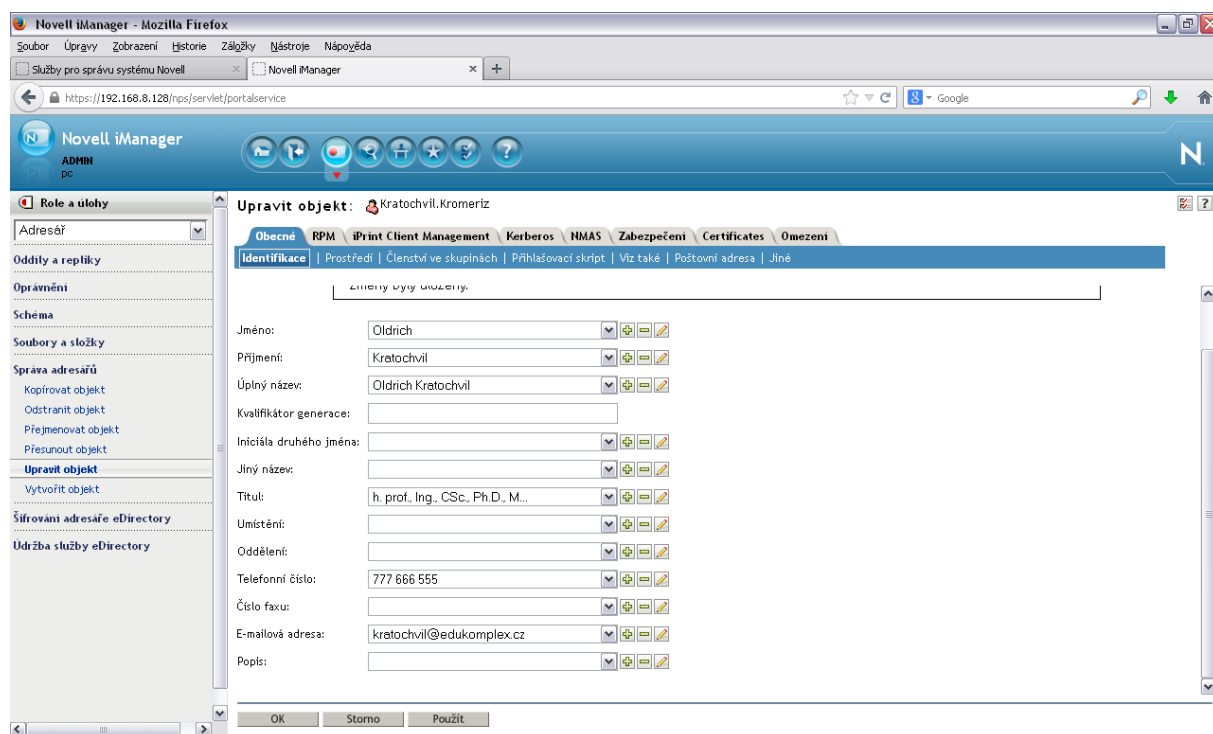 Novell iManager - Mozilla Firefox
Soubor Úpravy Zobrazení Historie Záložky Nástroje Nápověda
Služby pro správu systému Novell × Novell iManager × +
https://192.168.8.128/nps/servlet/portalservice Google
Novell iManager
ADMIN
pc
N
Role a úlohy
Adresář
Oddíly a repliky
Oprávnění
Schéma
Soubory a složky
Správa adresářů
Kopírovat objekt
Odstranit objekt
Přejmenovat objekt
Přesunout objekt
Upravit objekt
Vytvořit objekt
Šifrování adresáře eDirectory
Údržba služby eDirectory
Upravit objekt: Kratochvil.Kromeriz
Obecné RPM iPrint Client Management Kerberos NMAS Zabezpečení Certificates Omezení
Identifikace | Prostředí | Členství ve skupinách | Přihlašovací skript | Viz také | Poštovní adresa | Jiné
Změny byly uloženy.
Jméno: Oldrich
Příjmení: Kratochvil
Úplný název: Oldrich Kratochvil
Kvalifikátor generace:
Iniciála druhého jména:
Jiný název:
Titul: h. prof., Ing., CSc., Ph.D., M...
Umístění:
Oddělení:
Telefonní číslo: 777 666 555
Číslo faxu:
E-mailová adresa: kratochvil@edukomplex.cz
Popis:
OK Storno Použít